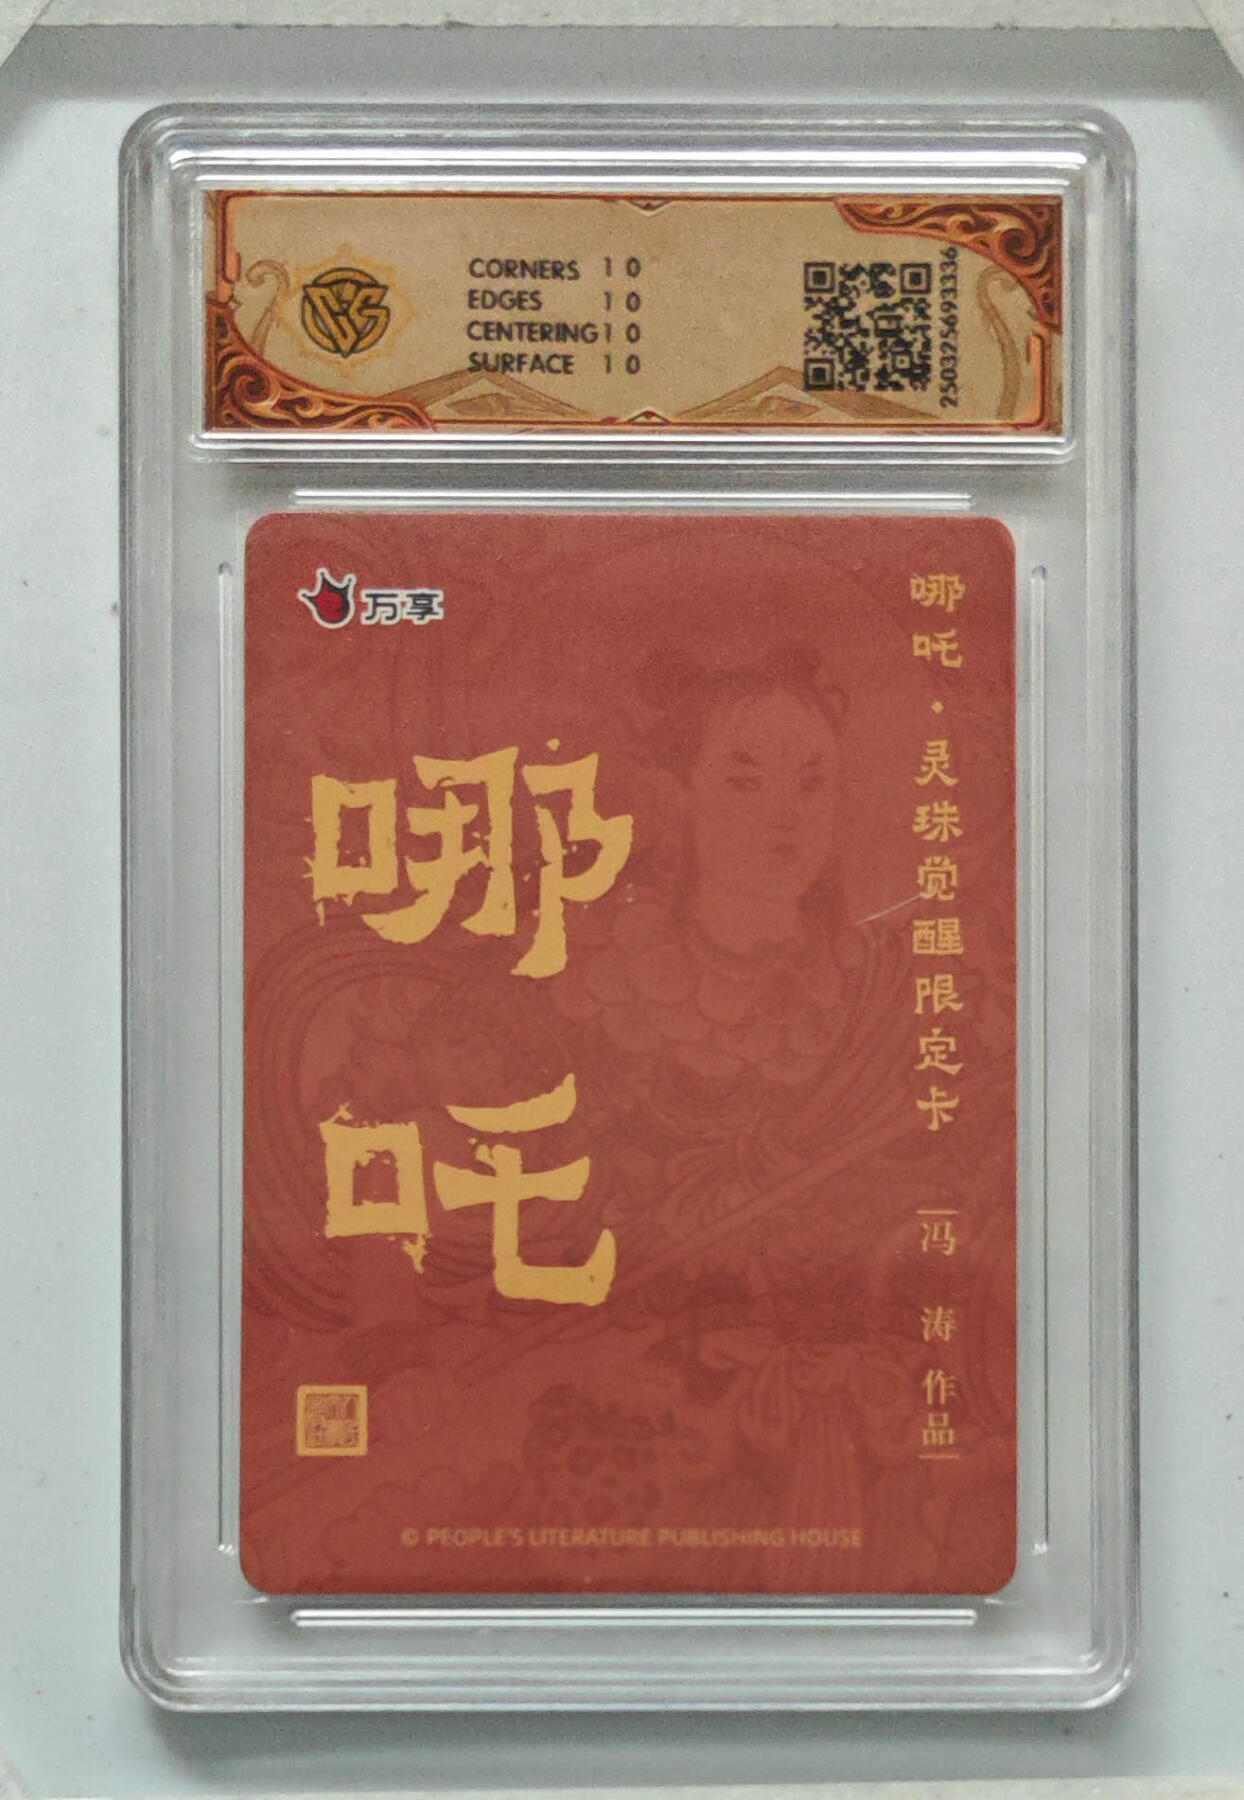 CORNERS 10
EDGES 10
CENTERING 10
SURFACE 10
250325693336
万享
哪吒
哪吒·灵珠觉醒限定卡
冯涛作品
© PEOPLE'S LITERATURE PUBLISHING HOUSE